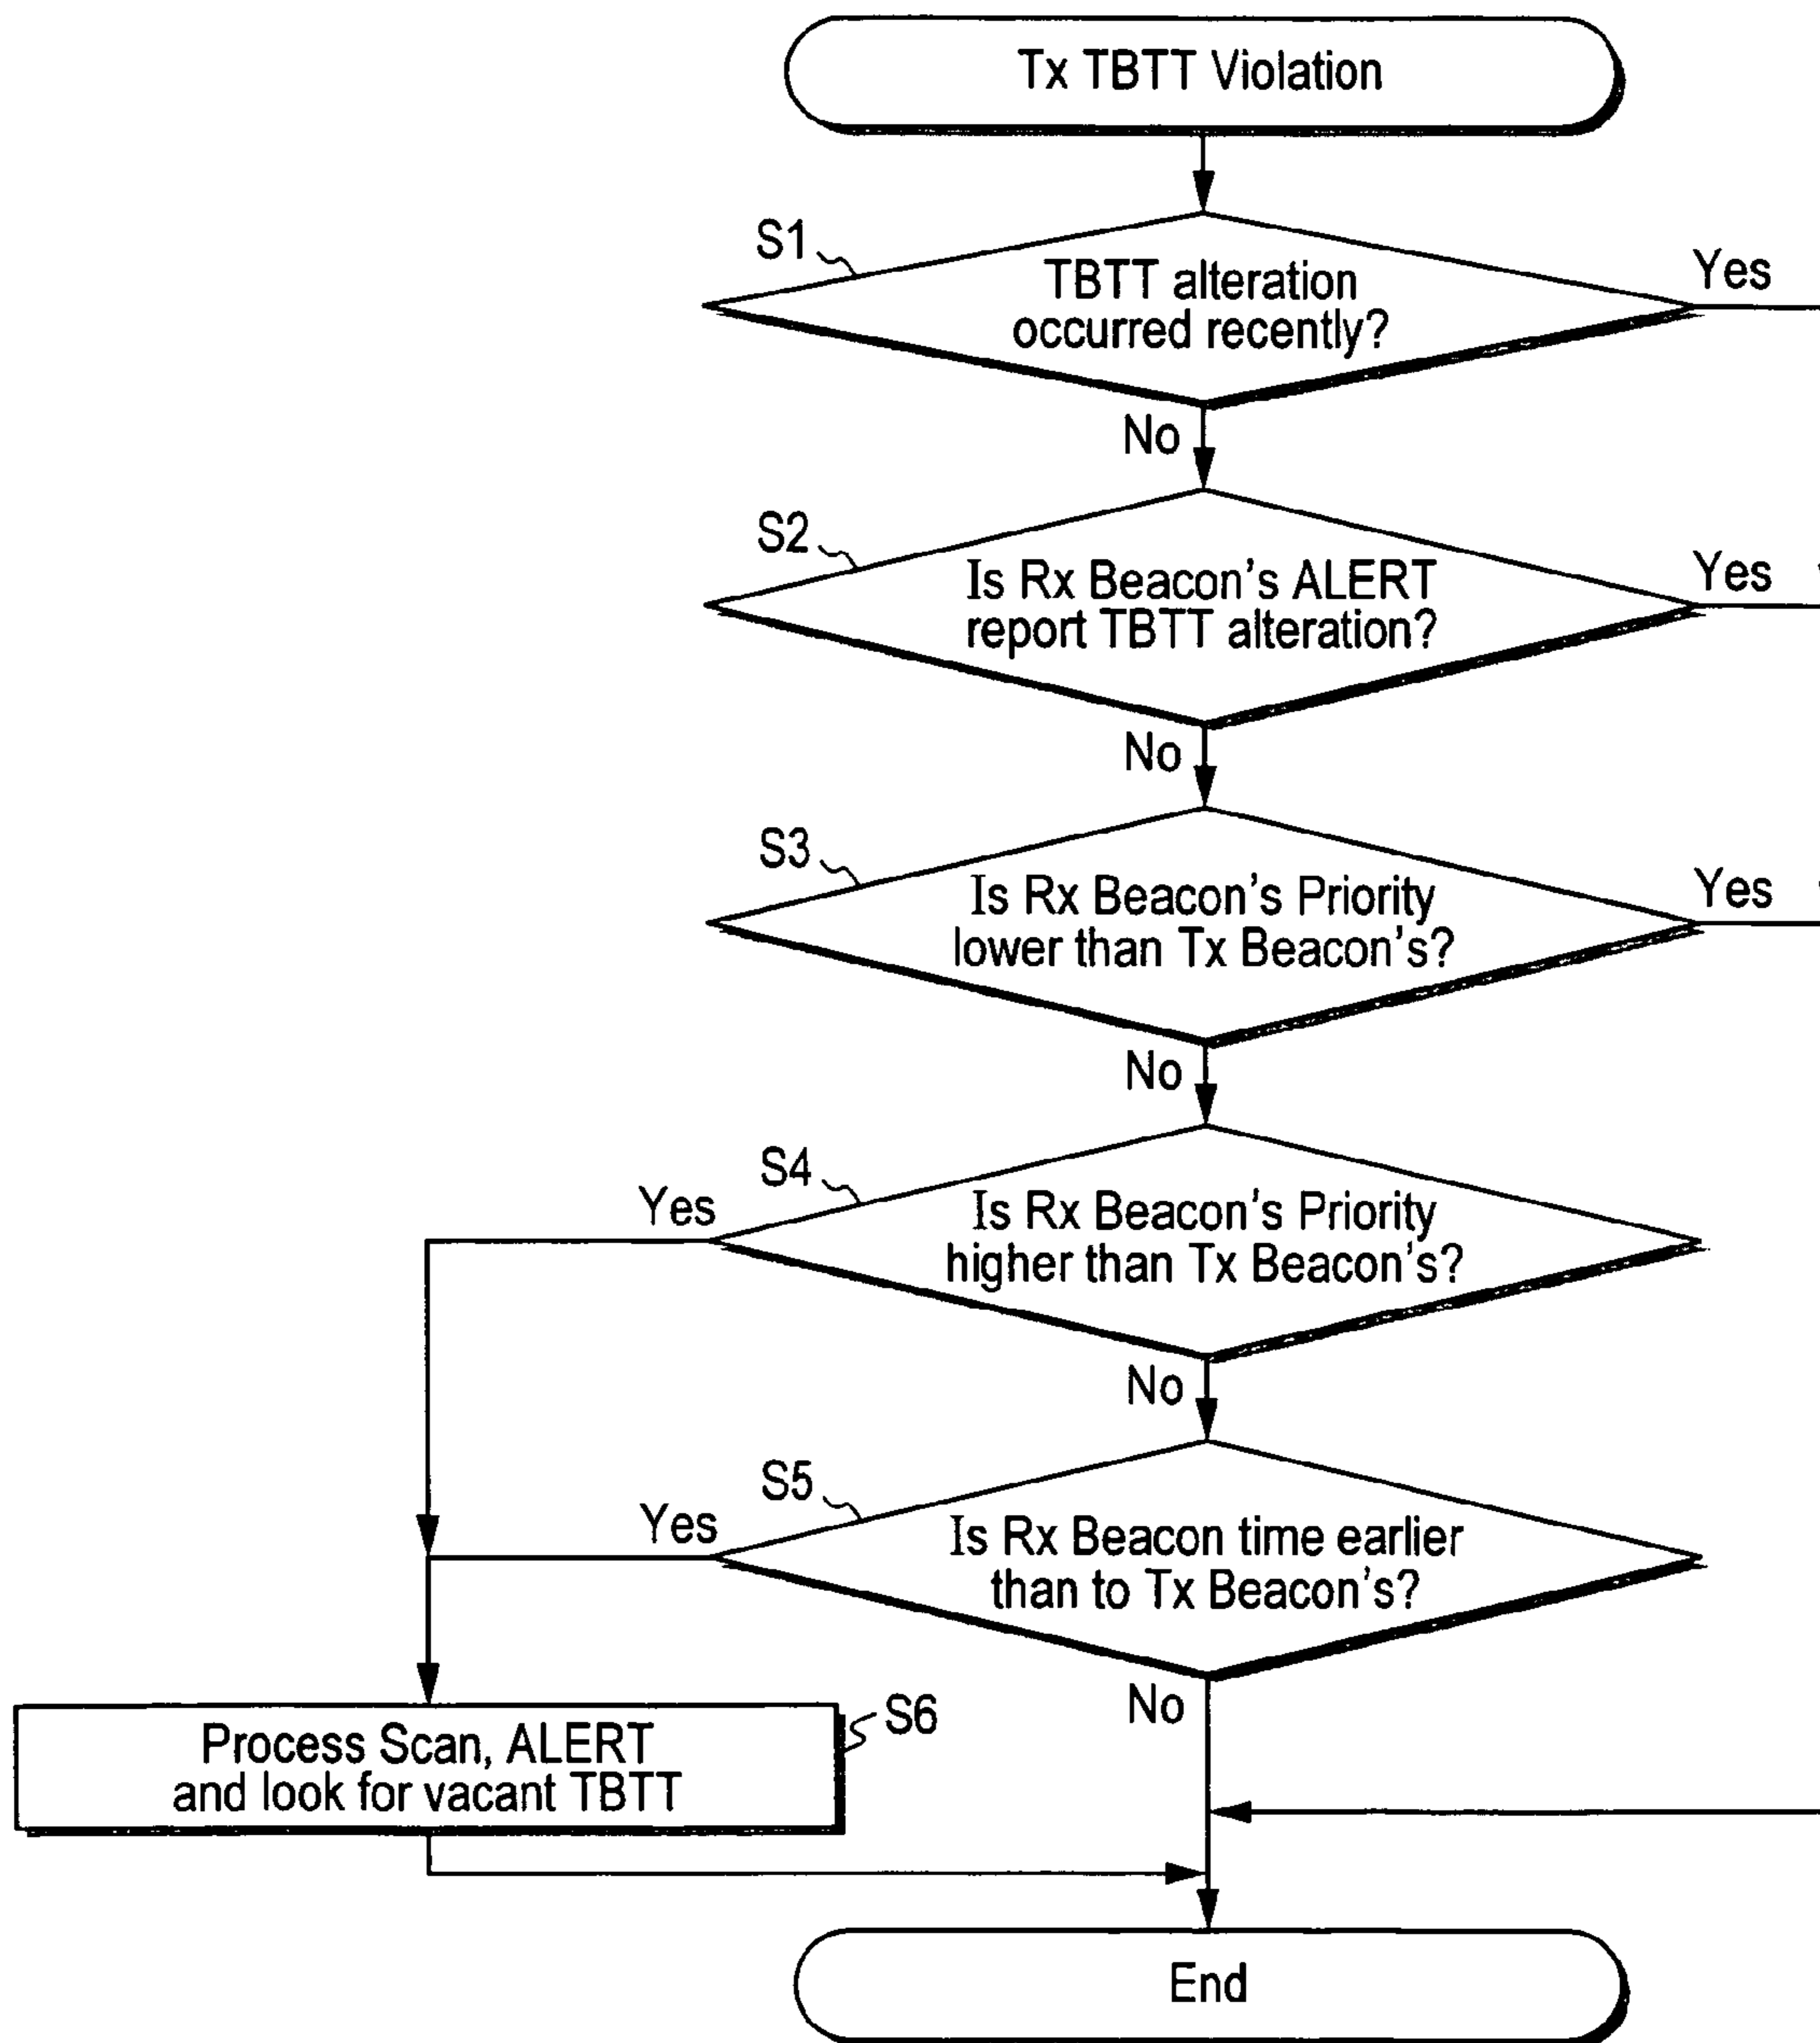 Tx TBTT Violation
S1
TBTT alteration
occurred recently?
Yes
No
S2
Is Rx Beacon's ALERT
report TBTT alteration?
Yes
No
S3
Is Rx Beacon's Priority
lower than Tx Beacon's?
Yes
No
S4
Yes
Is Rx Beacon's Priority
higher than Tx Beacon's?
No
S5
Yes
Is Rx Beacon time earlier
than to Tx Beacon's?
No
S6
Process Scan, ALERT
and look for vacant TBTT
End